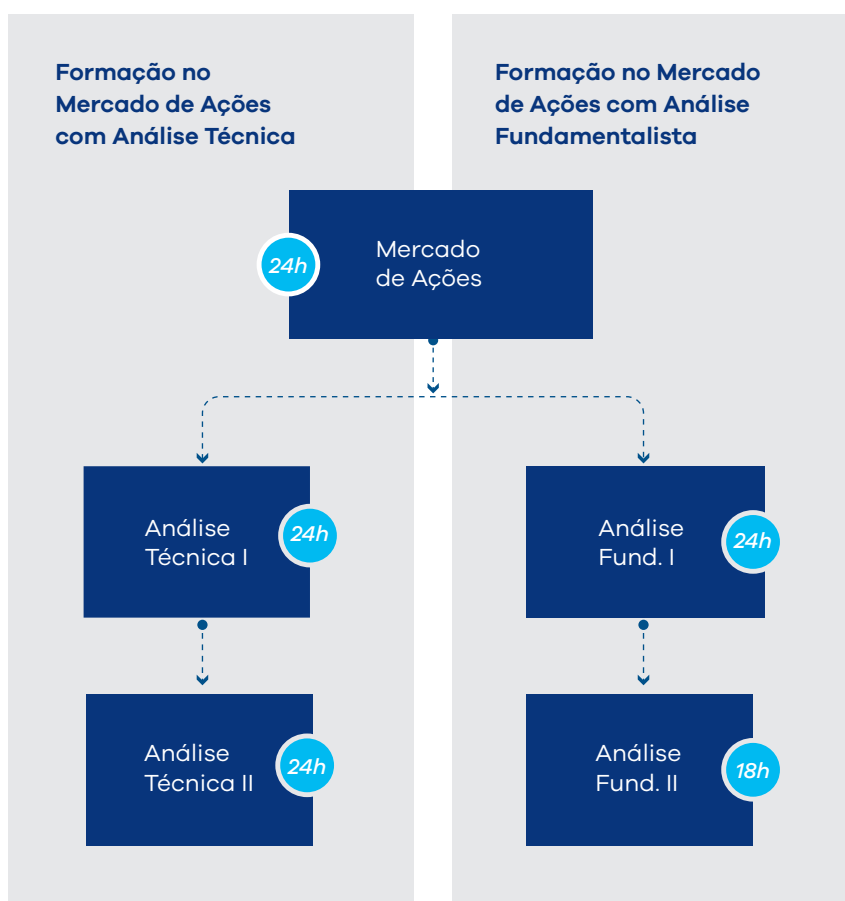 Formação no
Mercado de Ações
com Análise Técnica
Formação no Mercado
de Ações com Análise
Fundamentalista
24h
Mercado
de Ações
Análise
Técnica I
24h
Análise
Fund. I
24h
Análise
Técnica II
24h
Análise
Fund. II
18h